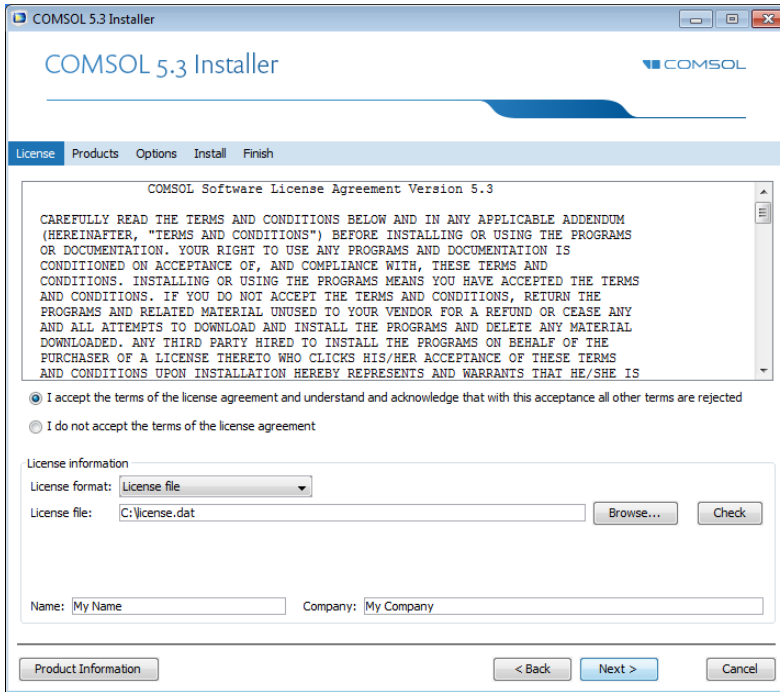 COMSOL 5.3 Installer
COMSOL 5.3 Installer
COMSOL
License Products Options Install Finish
COMSOL Software License Agreement Version 5.3
CAREFULLY READ THE TERMS AND CONDITIONS BELOW AND IN ANY APPLICABLE ADDENDUM
(HEREINAFTER, "TERMS AND CONDITIONS") BEFORE INSTALLING OR USING THE PROGRAMS
OR DOCUMENTATION. YOUR RIGHT TO USE ANY PROGRAMS AND DOCUMENTATION IS
CONDITIONED ON ACCEPTANCE OF, AND COMPLIANCE WITH, THESE TERMS AND
CONDITIONS. INSTALLING OR USING THE PROGRAMS MEANS YOU HAVE ACCEPTED THE TERMS
AND CONDITIONS. IF YOU DO NOT ACCEPT THE TERMS AND CONDITIONS, RETURN THE
PROGRAMS AND RELATED MATERIAL UNUSED TO YOUR VENDOR FOR A REFUND OR CEASE ANY
AND ALL ATTEMPTS TO DOWNLOAD AND INSTALL THE PROGRAMS AND DELETE ANY MATERIAL
DOWNLOADED. ANY THIRD PARTY HIRED TO INSTALL THE PROGRAMS ON BEHALF OF THE
PURCHASER OF A LICENSE THERETO WHO CLICKS HIS/HER ACCEPTANCE OF THESE TERMS
AND CONDITIONS UPON INSTALLATION HEREBY REPRESENTS AND WARRANTS THAT HE/SHE IS
I accept the terms of the license agreement and understand and acknowledge that with this acceptance all other terms are rejected
I do not accept the terms of the license agreement
License information
License format: License file
License file: C:\license.dat Browse... Check
Name: My Name Company: My Company
Product Information < Back Next > Cancel